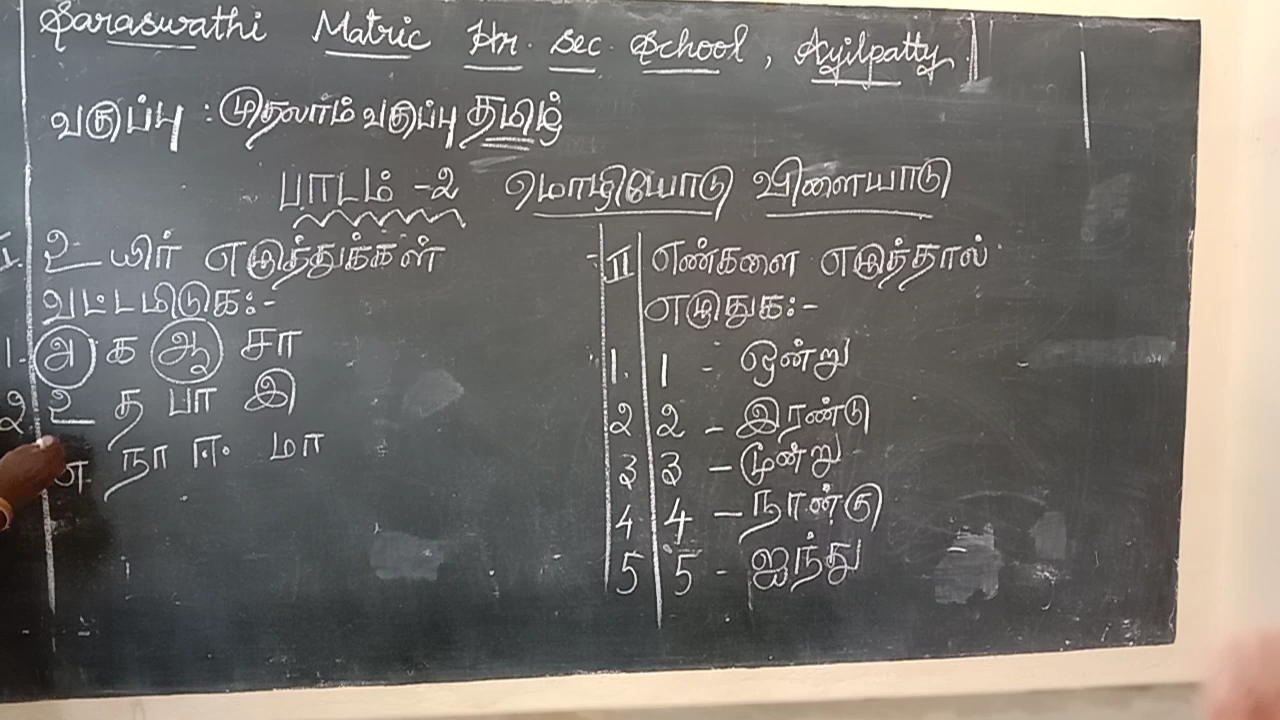 Saraswathi Matric Hr. Sec. School, Ayilpatty.
வகுப்பு : முதலாம் வகுப்பு தமிழ்
பாடம் -2 மொழியோடு விளையாடு
I. உயிர் எழுத்துக்கள்
வட்டமிடுக:-
1. அ க ஆ சா
2. உ த பா இ
எ நா ஈ மா
II எண்களை எழுத்தால்
எழுதுக:-
1. 1 - ஒன்று
2 2 - இரண்டு
3 3 - மூன்று
4. 4 - நான்கு
5 5 - ஐந்து